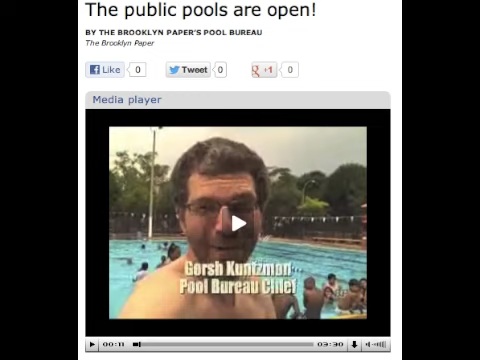 The public pools are open!
BY THE BROOKLYN PAPER'S POOL BUREAU
The Brooklyn Paper
Like 0 Tweet 0 +1 0
Media player
Gersh Kuntzman
Pool Bureau Chief
00:11 03:30